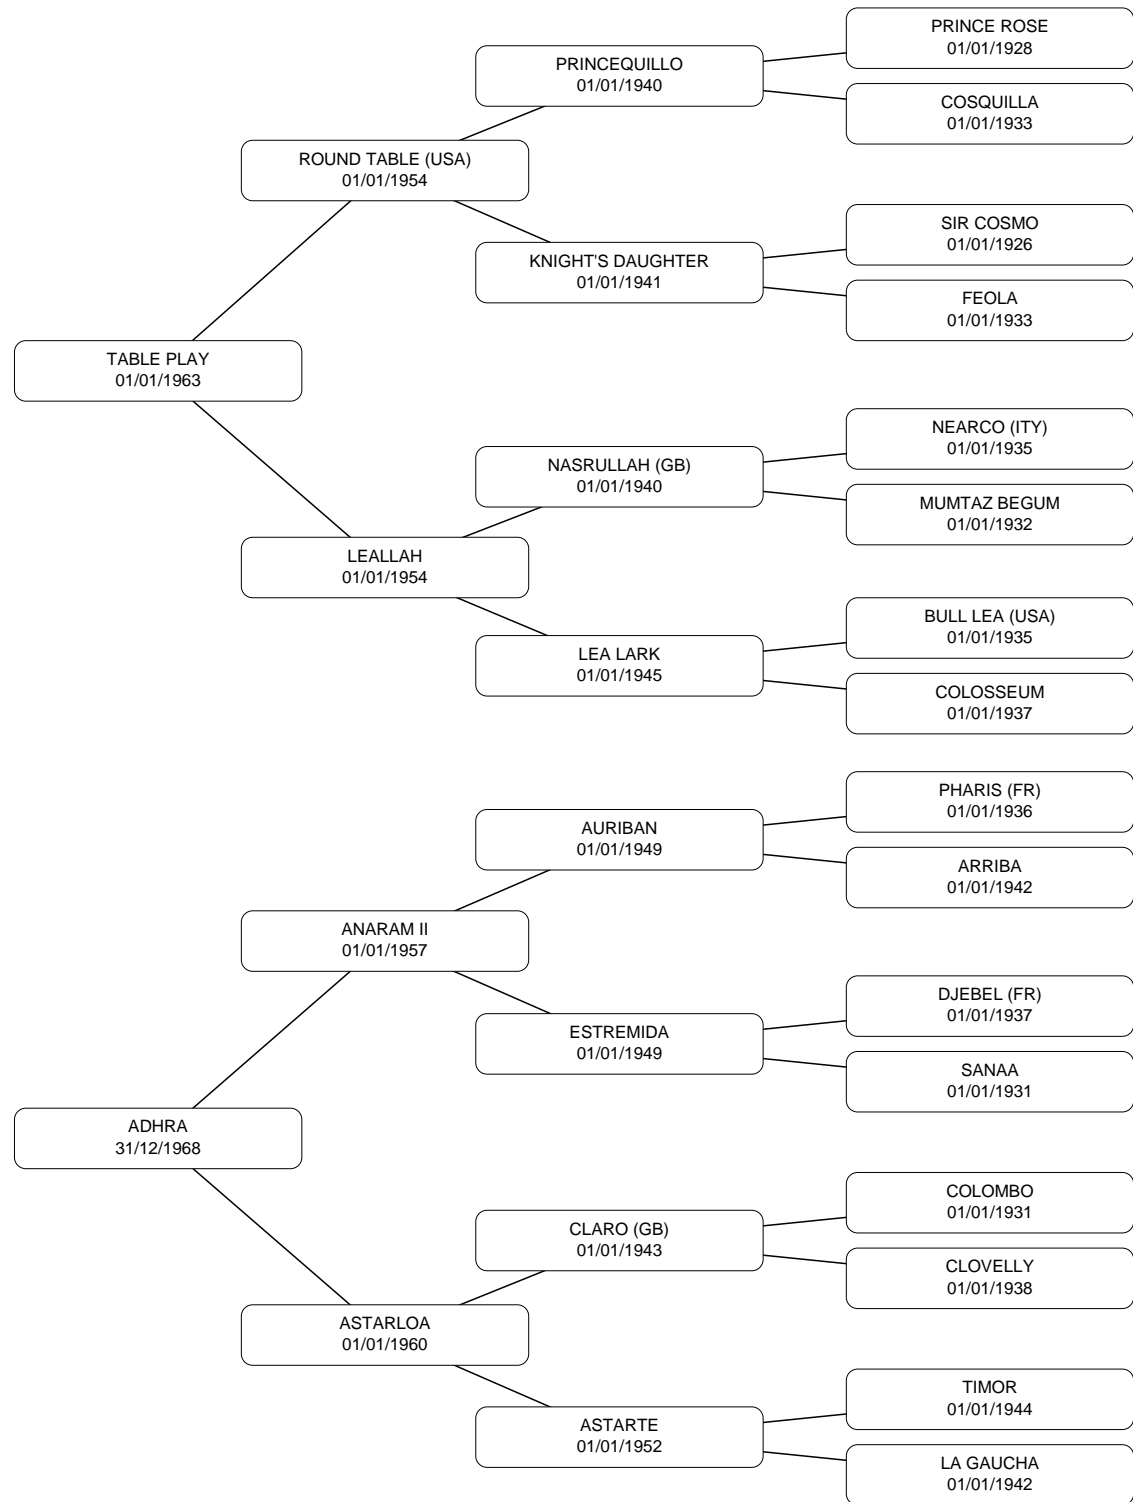 PRINCE ROSE
01/01/1928
PRINCEQUILLO
01/01/1940
COSQUILLA
01/01/1933
ROUND TABLE (USA)
01/01/1954
SIR COSMO
01/01/1926
KNIGHT'S DAUGHTER
01/01/1941
FEOLA
01/01/1933
TABLE PLAY
01/01/1963
NEARCO (ITY)
01/01/1935
NASRULLAH (GB)
01/01/1940
MUMTAZ BEGUM
01/01/1932
LEALLAH
01/01/1954
BULL LEA (USA)
01/01/1935
LEA LARK
01/01/1945
COLOSSEUM
01/01/1937
PHARIS (FR)
01/01/1936
AURIBAN
01/01/1949
ARRIBA
01/01/1942
ANARAM II
01/01/1957
DJEBEL (FR)
01/01/1937
ESTREMIDA
01/01/1949
SANAA
01/01/1931
ADHRA
31/12/1968
COLOMBO
01/01/1931
CLARO (GB)
01/01/1943
CLOVELLY
01/01/1938
ASTARLOA
01/01/1960
TIMOR
01/01/1944
ASTARTE
01/01/1952
LA GAUCHA
01/01/1942